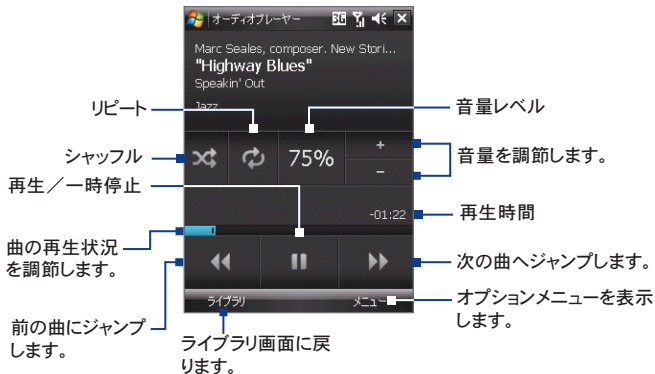 オーディオプレーヤー 3G
Marc Seales, composer. New Stori...
"Highway Blues"
Speakin' Out
Jazz
リピート
音量レベル
シャッフル
75%
+
−
音量を調節します。
再生／一時停止
-01:22
再生時間
曲の再生状況
を調節します。
次の曲へジャンプします。
前の曲にジャンプ
します。
ライブラリ
メニュー
オプションメニューを表示
します。
ライブラリ画面に戻
ります。